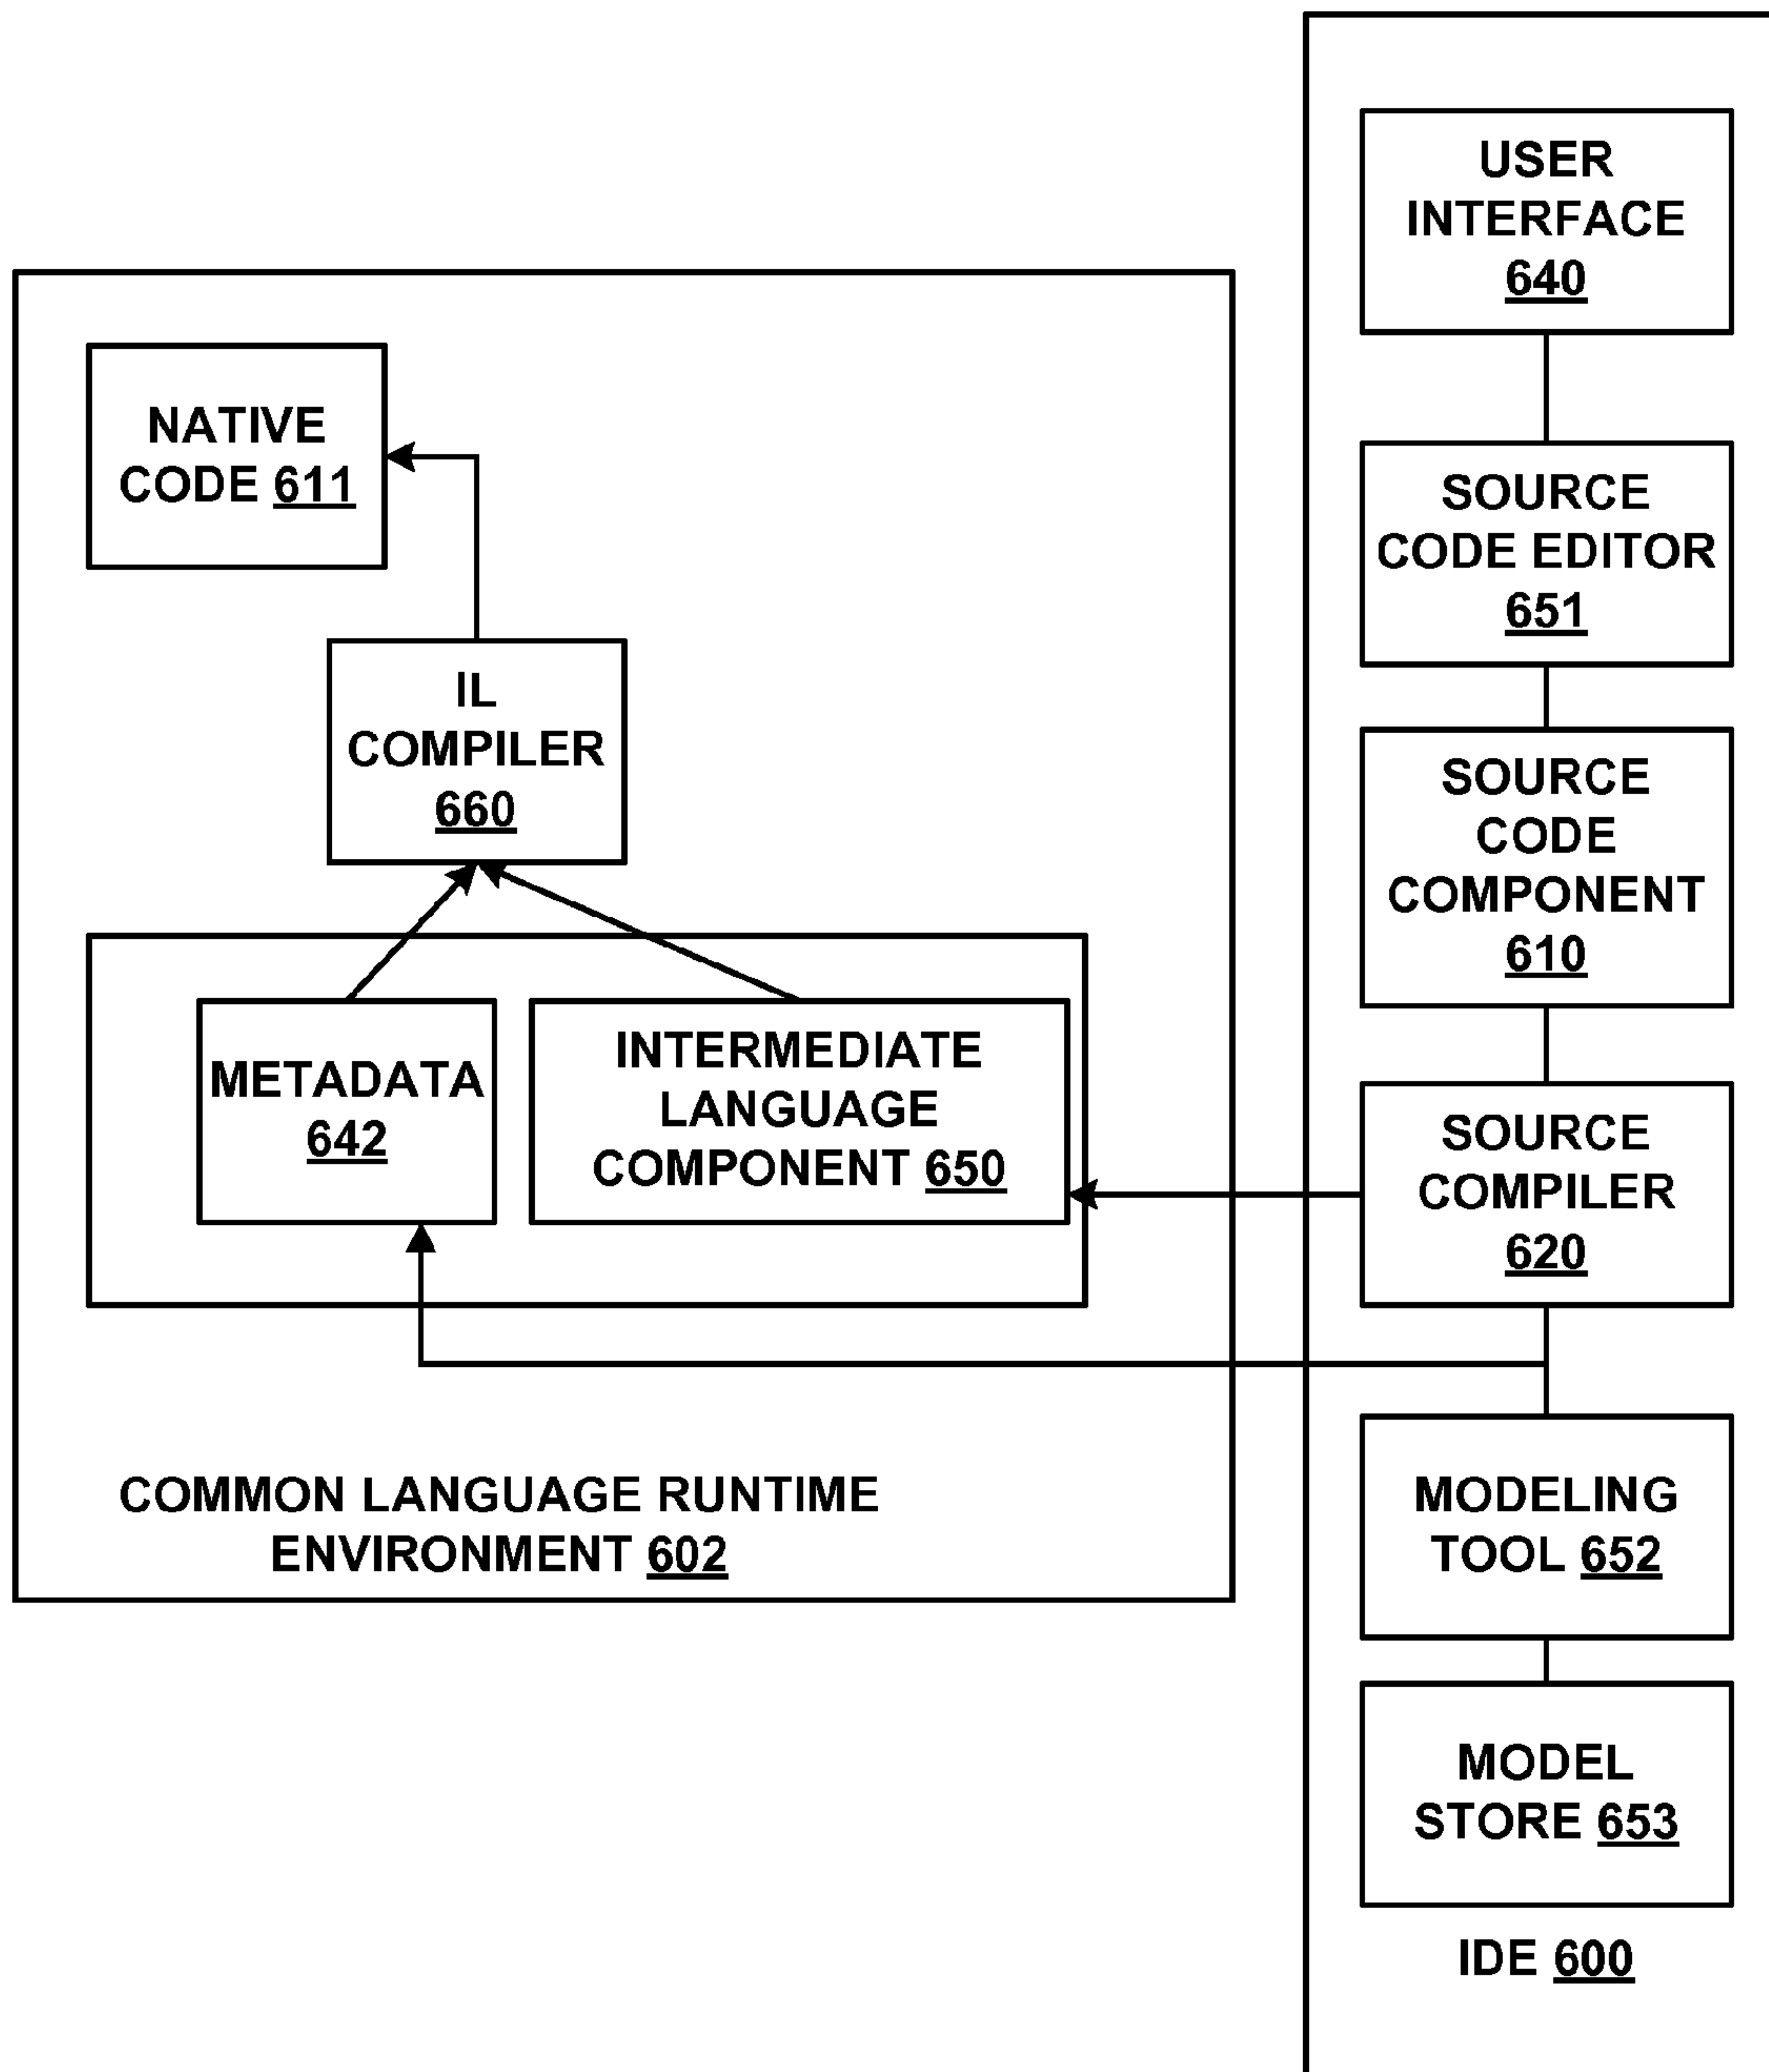 NATIVE
CODE 611
IL
COMPILER
660
METADATA
642
INTERMEDIATE
LANGUAGE
COMPONENT 650
COMMON LANGUAGE RUNTIME
ENVIRONMENT 602
USER
INTERFACE
640
SOURCE
CODE EDITOR
651
SOURCE
CODE
COMPONENT
610
SOURCE
COMPILER
620
MODELING
TOOL 652
MODEL
STORE 653
IDE 600